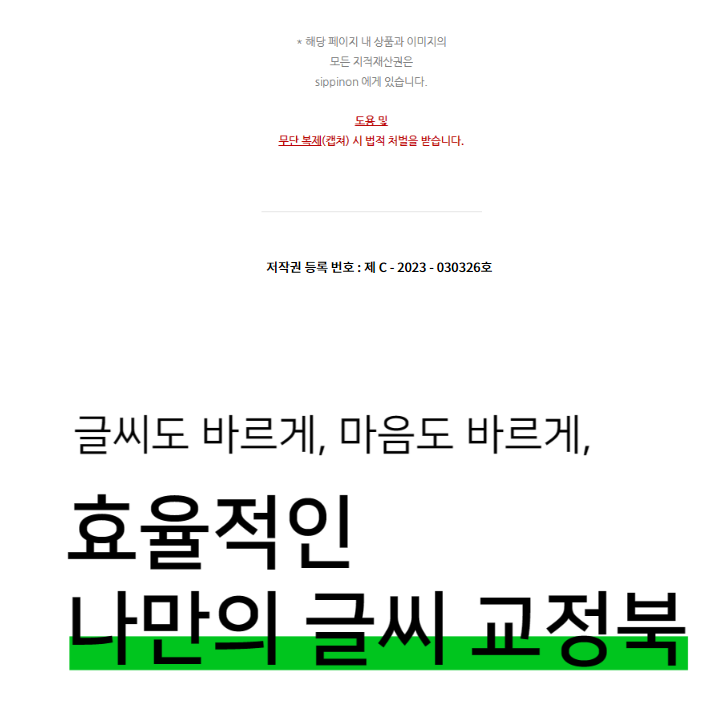 * 해당 페이지 내 상품과 이미지의
모든 지적재산권은
sippinon 에게 있습니다.
도용 및
무단 복제(캡쳐) 시 법적 처벌을 받습니다.
저작권 등록 번호 : 제 C - 2023 - 030326호
글씨도 바르게, 마음도 바르게,
효율적인
나만의 글씨 교정북